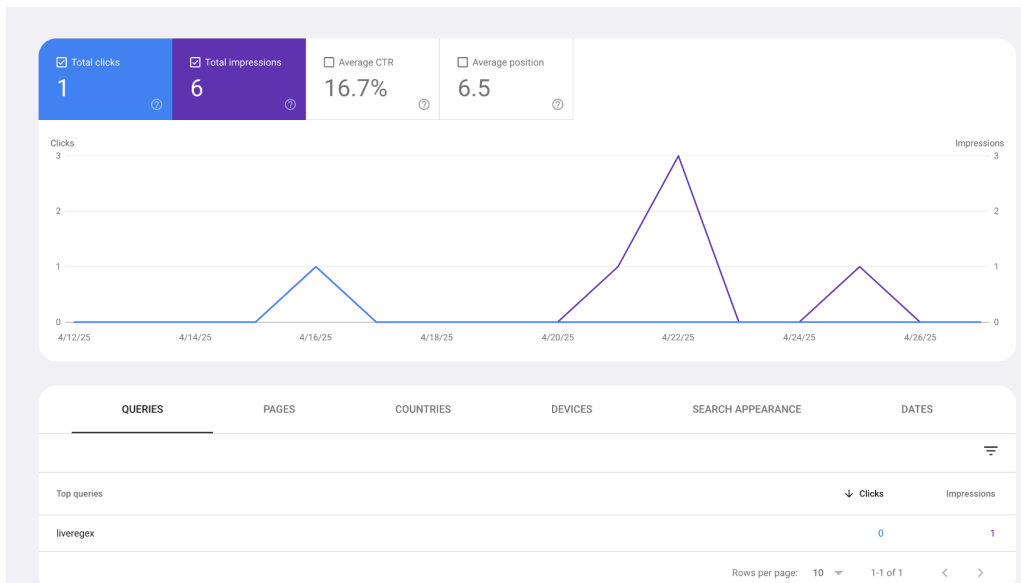 Total clicks
1
Total impressions
6
Average CTR
16.7%
Average position
6.5
Clicks
Impressions
3
3
2
2
1
1
0
0
4/12/25
4/14/25
4/16/25
4/18/25
4/20/25
4/22/25
4/24/25
4/26/25
QUERIES PAGES COUNTRIES DEVICES SEARCH APPEARANCE DATES
Top queries Clicks Impressions
liveregex 0 1
Rows per page: 10 1-1 of 1